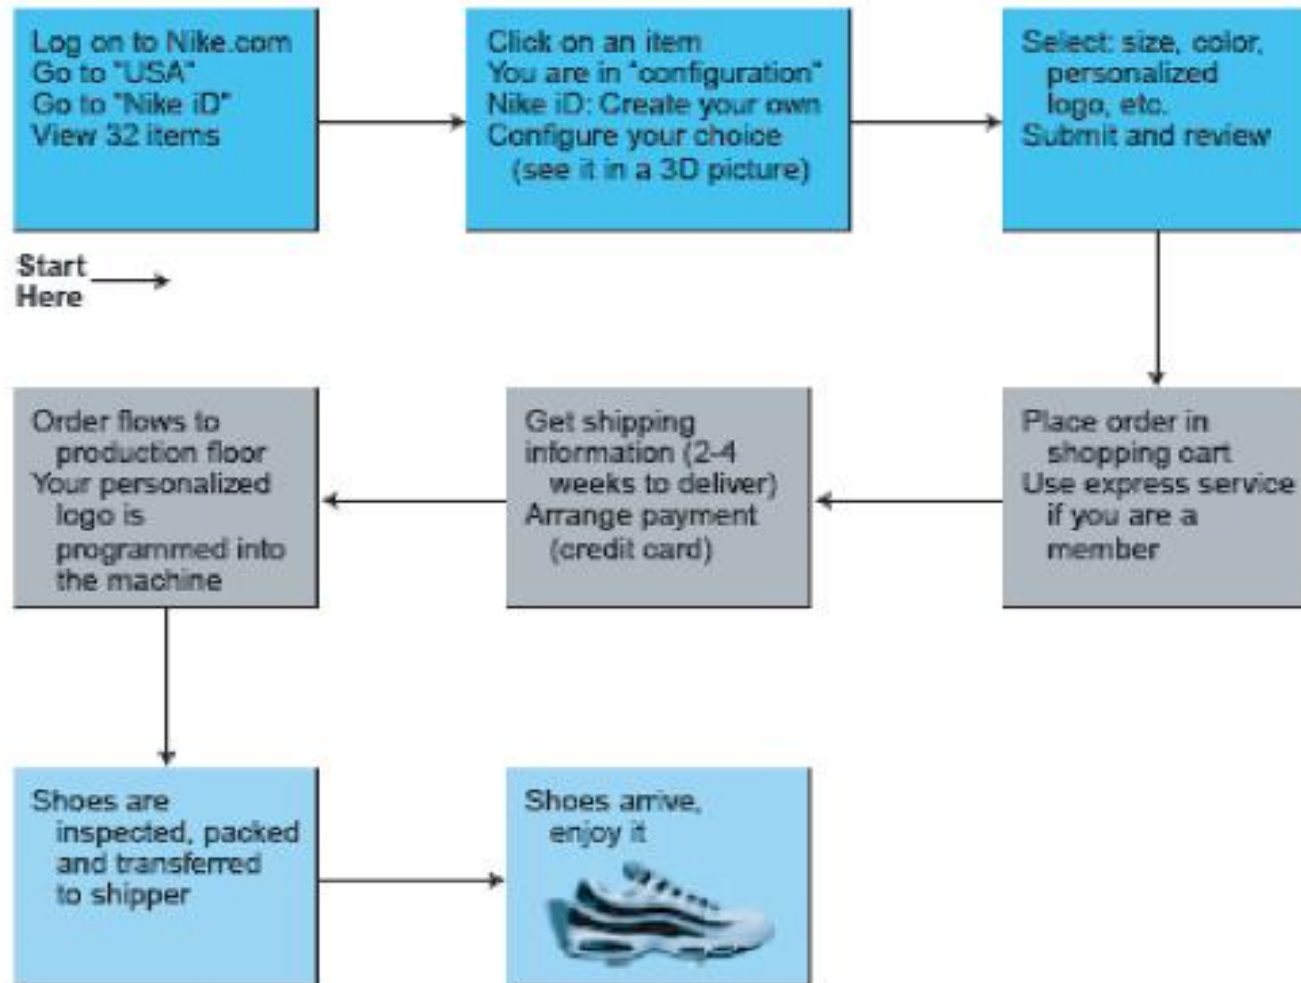 Log on to Nike.com
Go to "USA"
Go to "Nike iD"
View 32 items
Click on an item
You are in "configuration"
Nike iD: Create your own
Configure your choice
(see it in a 3D picture)
Select: size, color,
personalized
logo, etc.
Submit and review
Start
Here
Place order in
shopping cart
Use express service
if you are a
member
Get shipping
information (2-4
weeks to deliver)
Arrange payment
(credit card)
Order flows to
production floor
Your personalized
logo is
programmed into
the machine
Shoes are
inspected, packed
and transferred
to shipper
Shoes arrive,
enjoy it